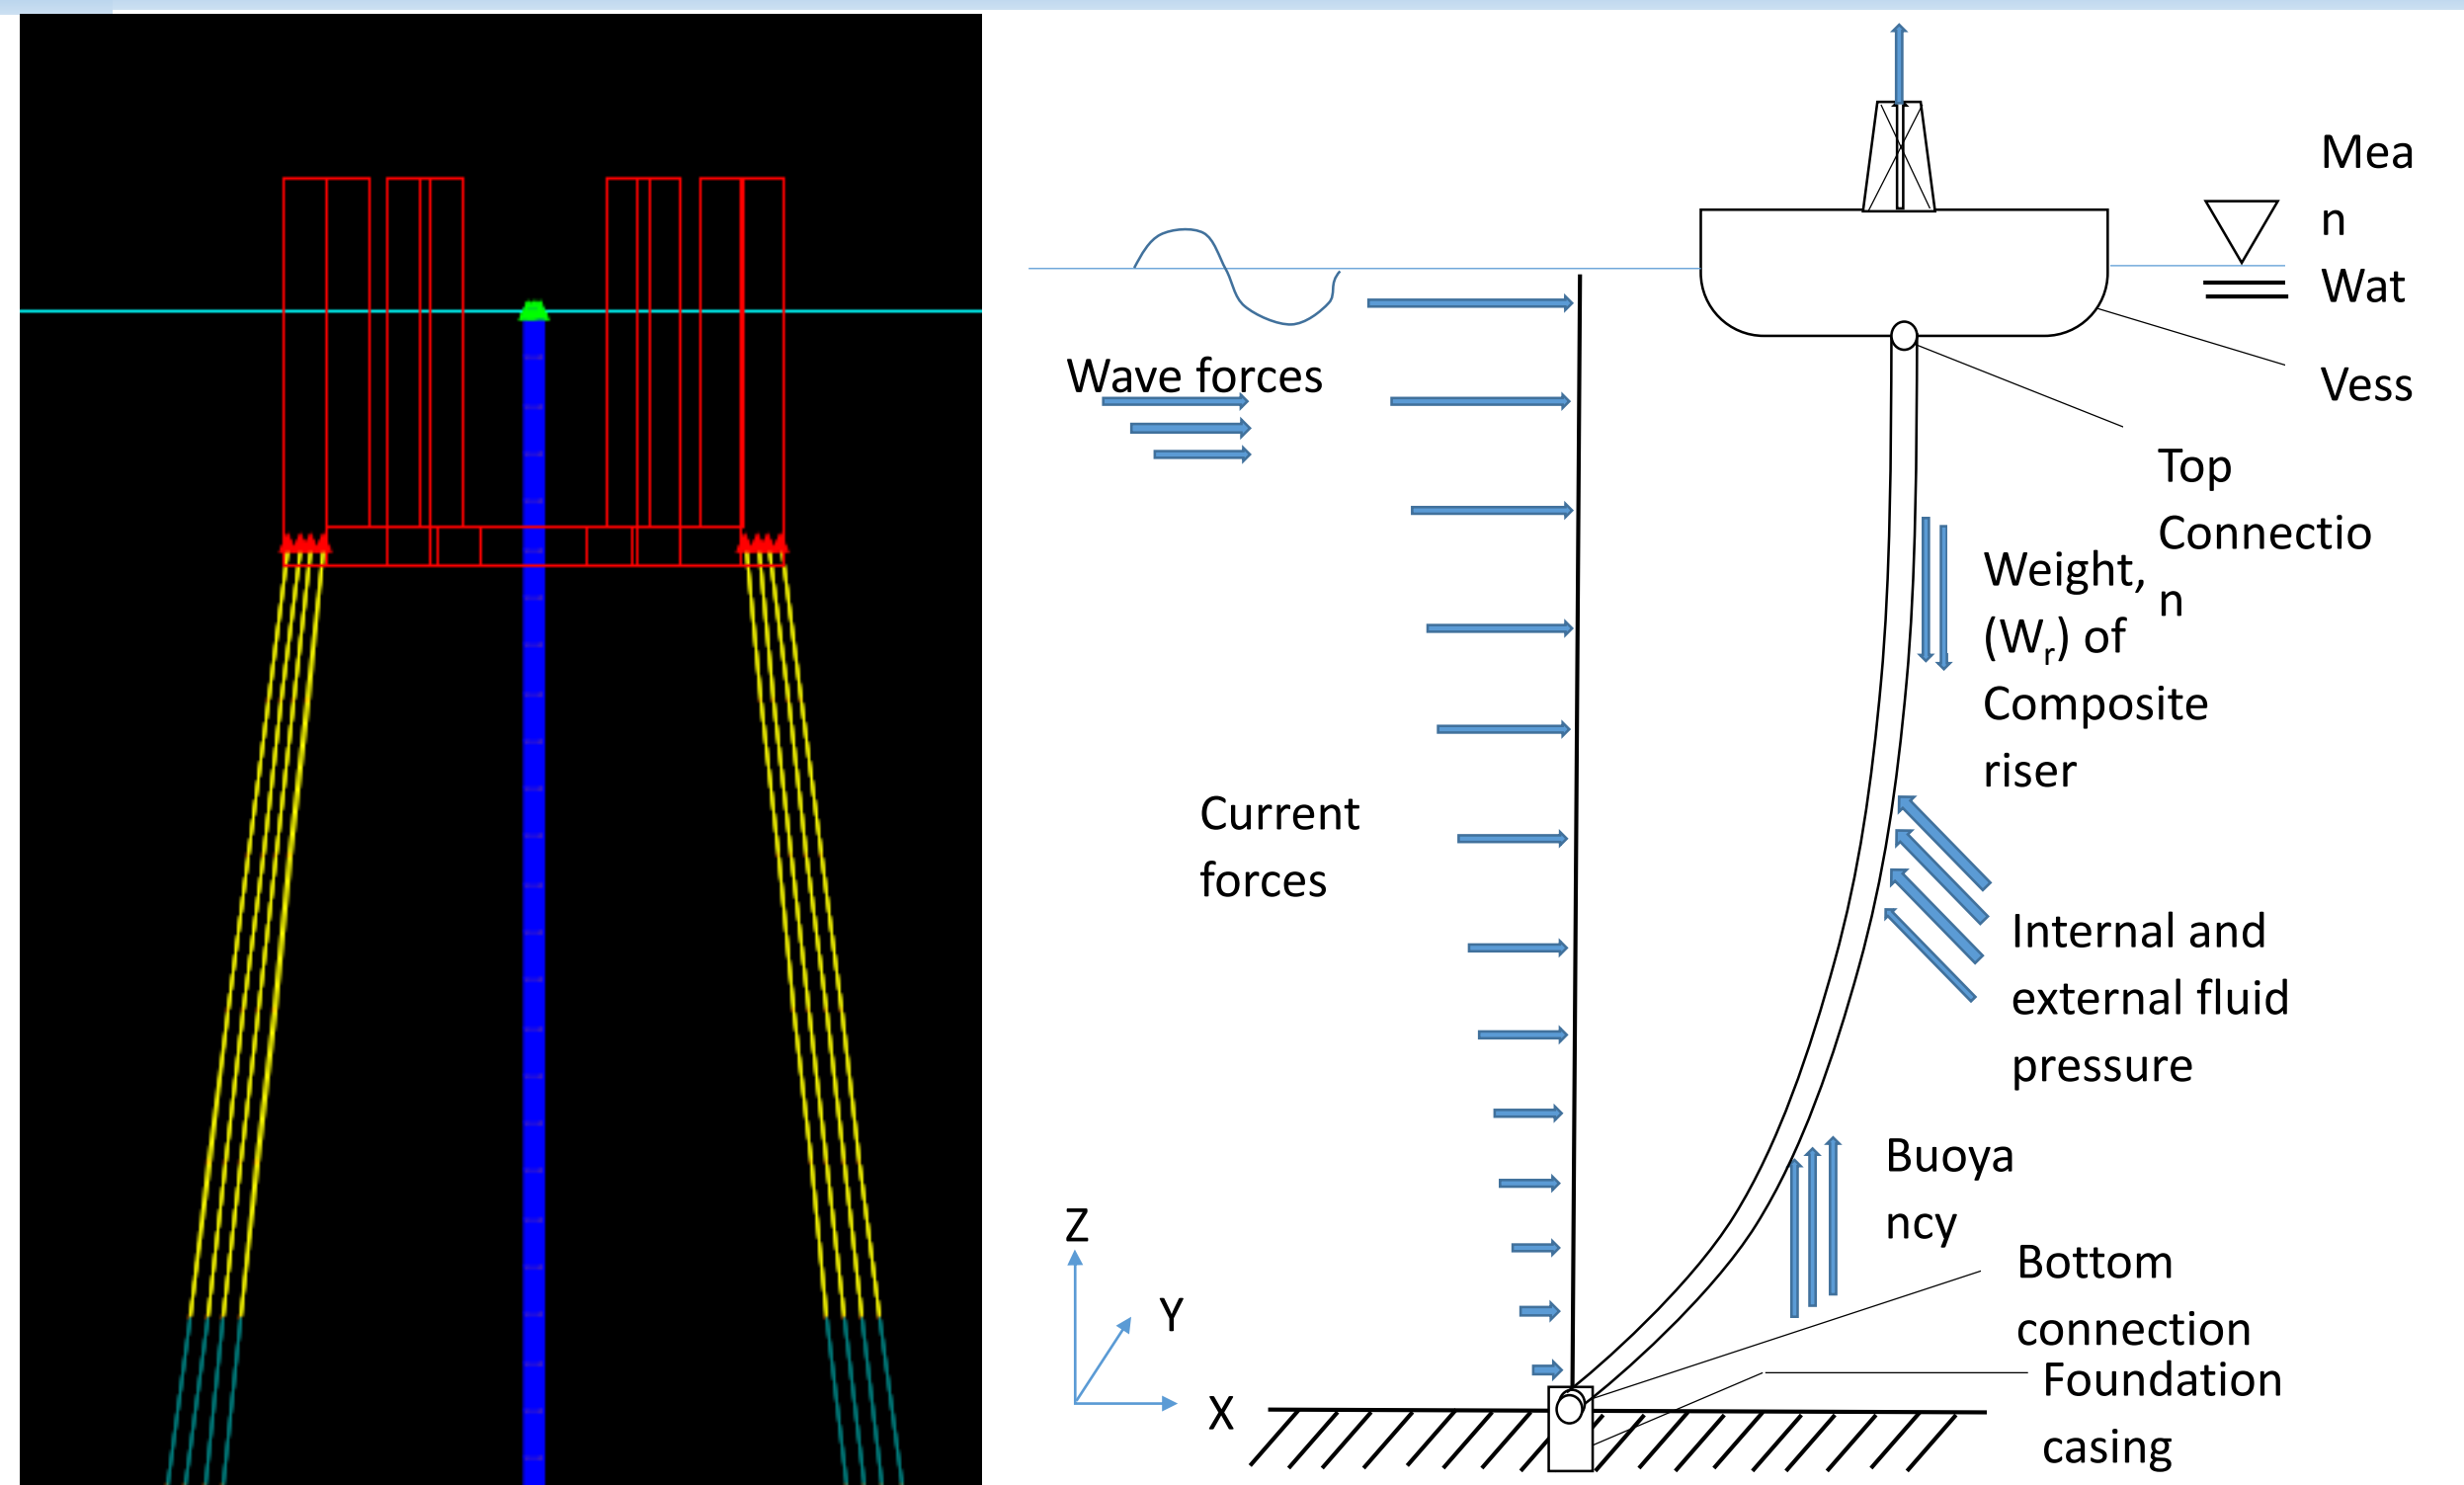 Mea
n
Wat
Vess
Wave forces
Top
Connectio
n
Weight,
(Wr) of
Composite
riser
Current
forces
Internal and
external fluid
pressure
Buoya
ncy
Bottom
connection
Foundation
casing
Z
Y
X